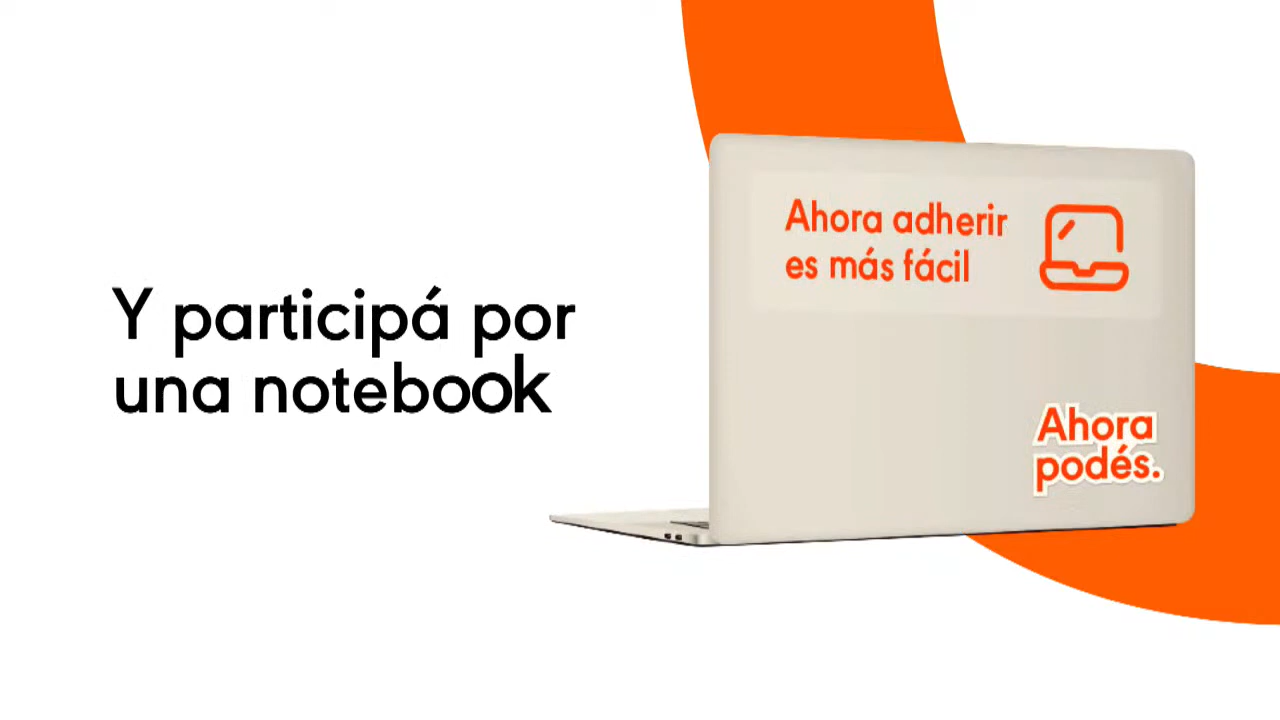 Y participá por
una notebook
Ahora adherir
es más fácil
Ahora
podés.